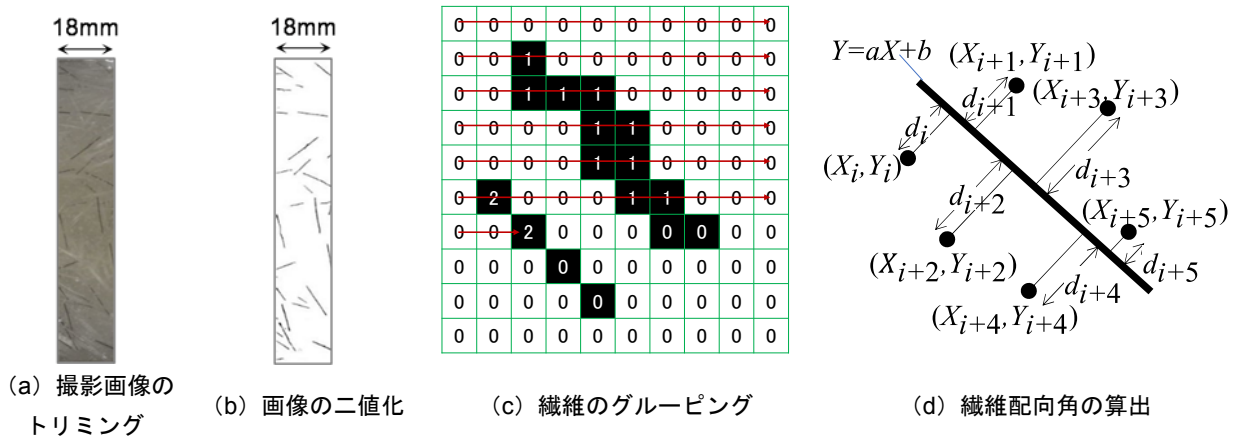 18mm
18mm
0 0 0 0 0 0 0 0 0 0
0 0 1 0 0 0 0 0 0 0
0 0 1 1 1 0 0 0 0 0
0 0 0 0 1 1 0 0 0 0
0 0 0 0 1 1 0 0 0 0
0 2 0 0 0 1 1 0 0 0
0 0 2 0 0 0 0 0 0 0
0 0 0 0 0 0 0 0 0 0
0 0 0 0 0 0 0 0 0 0
0 0 0 0 0 0 0 0 0 0
Y=aX+b
(Xi+1,Yi+1)
(Xi+3,Yi+3)
di+1
di
(Xi,Yi)
di+3
di+2
(Xi+5,Yi+5)
(Xi+2,Yi+2)
di+5
di+4
(Xi+4,Yi+4)
(a) 撮影画像の
トリミング
(b) 画像の二値化
(c) 繊維のグルーピング
(d) 繊維配向角の算出